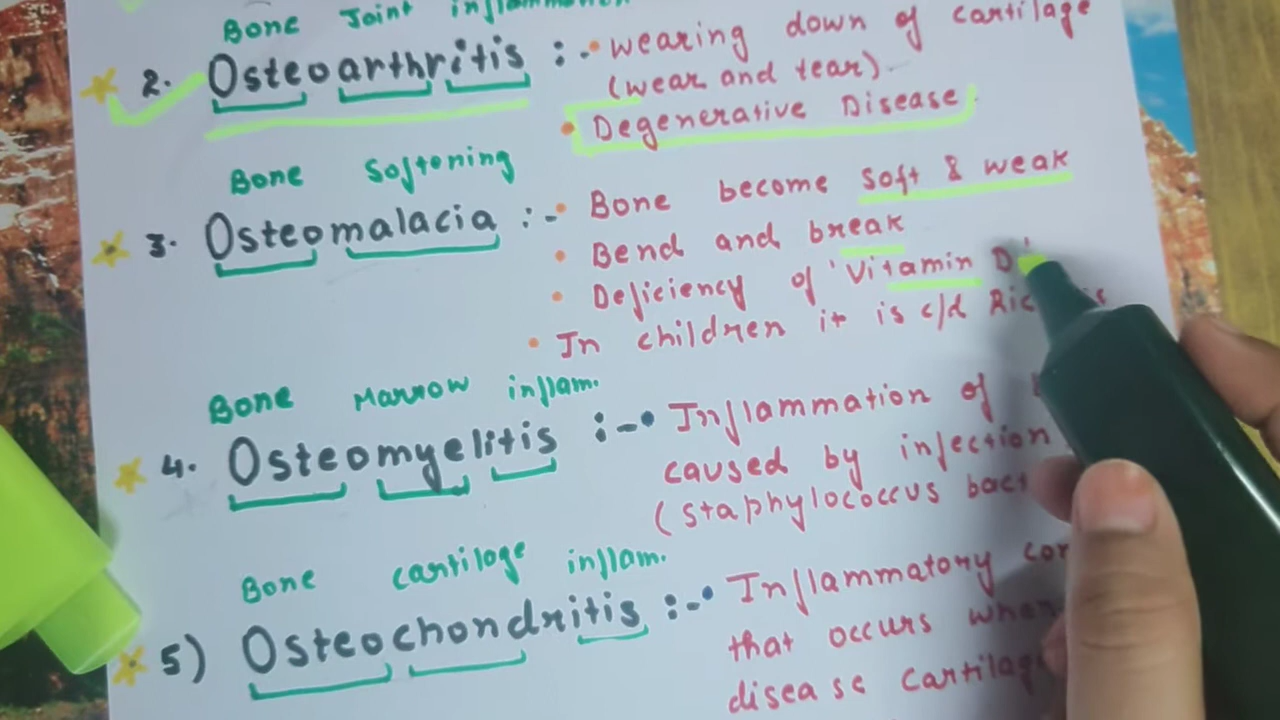 Bone Joint inflammation
2. Osteoarthritis :- • wearing down of cartilage
(wear and tear)
• Degenerative Disease
Bone Softening
3. Osteomalacia :- • Bone become soft & weak
• Bend and break
• Deficiency of 'Vitamin D'
• In children it is c/d
Bone Marrow inflam.
4. Osteomyelitis :- • Inflammation of
caused by infection
(staphylococcus
Bone cartilage inflam.
5) Osteochondritis :- • Inflammatory
that occurs when
disease cartilage